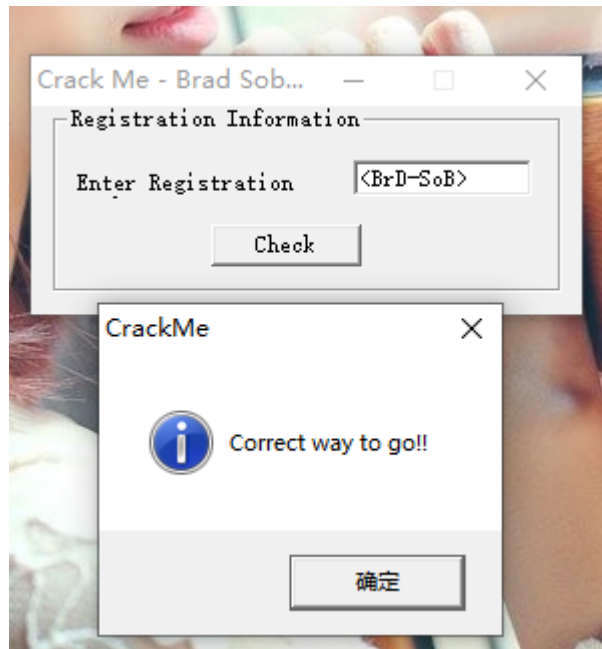 Crack Me - Brad Sob...
Registration Information
Enter Registration
<BrD-SoB>
Check
CrackMe
Correct way to go!!
确定